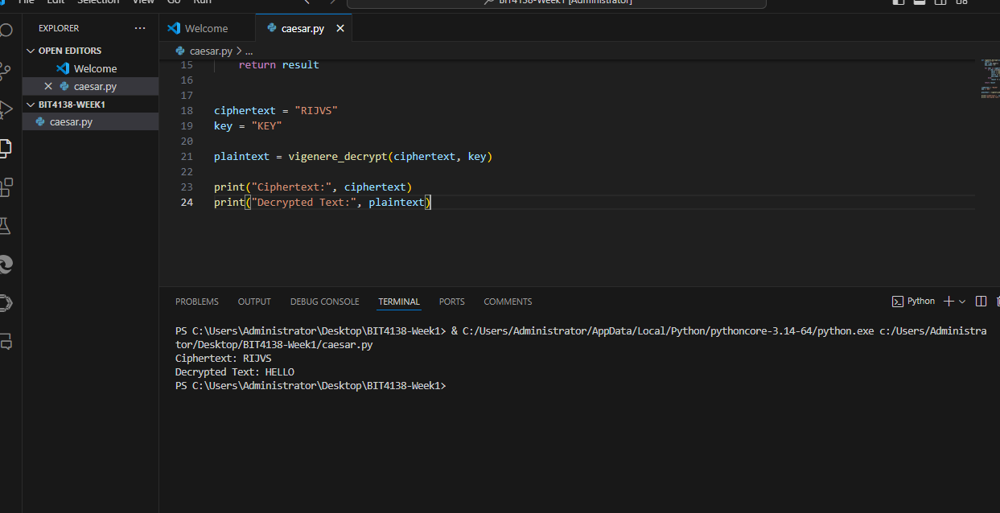 File Edit Selection View Go Run
BIT4138-Week1 [Administrator]
EXPLORER
OPEN EDITORS
Welcome
caesar.py
BIT4138-WEEK1
caesar.py
Welcome
caesar.py
caesar.py > ...
15 return result
16
17
18 ciphertext = "RIJVS"
19 key = "KEY"
20
21 plaintext = vigenere_decrypt(ciphertext, key)
22
23 print("Ciphertext:", ciphertext)
24 print("Decrypted Text:", plaintext)
PROBLEMS OUTPUT DEBUG CONSOLE TERMINAL PORTS COMMENTS
Python
PS C:\Users\Administrator\Desktop\BIT4138-Week1> & C:/Users/Administrator/AppData/Local/Python/pythoncore-3.14-64/python.exe c:/Users/Administra
tor/Desktop/BIT4138-Week1/caesar.py
Ciphertext: RIJVS
Decrypted Text: HELLO
PS C:\Users\Administrator\Desktop\BIT4138-Week1>